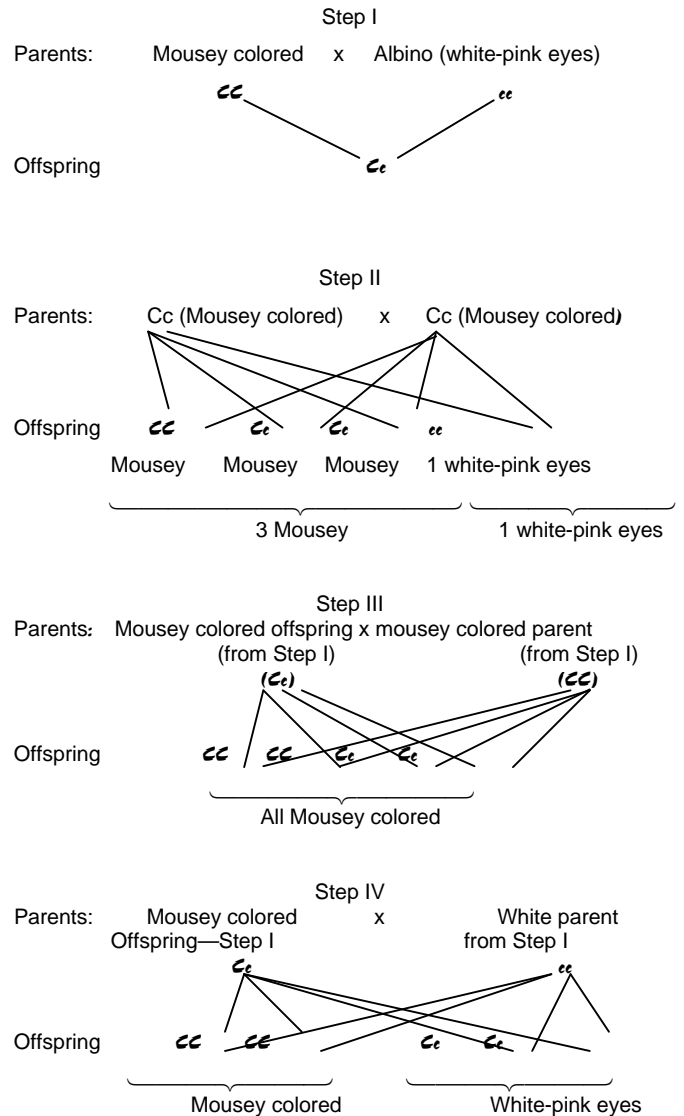 Step I
Parents: Mousey colored x Albino (white-pink eyes)
CC cc
Offspring Cc
Step II
Parents: Cc (Mousey colored) x Cc (Mousey colored)
Offspring CC Cc Cc cc
Mousey Mousey Mousey 1 white-pink eyes
3 Mousey 1 white-pink eyes
Step III
Parents: Mousey colored offspring x mousey colored parent
(from Step I) (from Step I)
(Cc) (CC)
Offspring CC CC Cc Cc
All Mousey colored
Step IV
Parents: Mousey colored x White parent
Offspring—Step I from Step I
Cc cc
Offspring CC CC Cc Cc
Mousey colored White-pink eyes